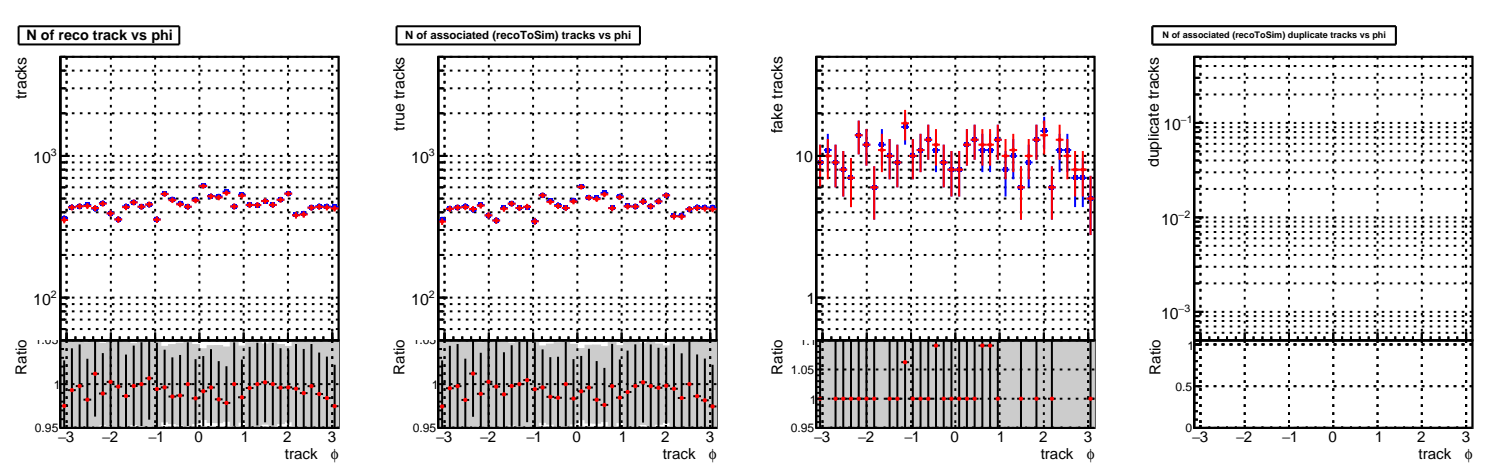 N of reco track vs phi
tracks
10³
10²
Ratio
1.05
1
0.95
−3 −2 −1 0 1 2 3
track ϕ
N of associated (recoToSim) tracks vs phi
true tracks
10³
10²
Ratio
1.05
1
0.95
−3 −2 −1 0 1 2 3
track ϕ
fake tracks
10
1
Ratio
1.1
1.05
1
0.95
−3 −2 −1 0 1 2 3
track ϕ
N of associated (recoToSim) duplicate tracks vs phi
duplicate tracks
10⁻¹
10⁻²
10⁻³
Ratio
1
0.5
0
−3 −2 −1 0 1 2 3
track ϕ